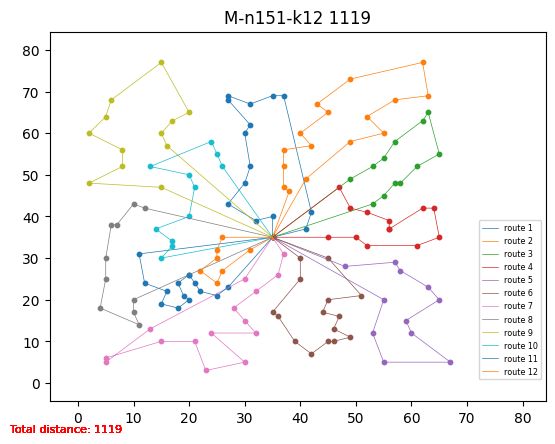 M-n151-k12 1119
80
70
60
50
40
30
20
10
0
0 10 20 30 40 50 60 70 80
route 1
route 2
route 3
route 4
route 5
route 6
route 7
route 8
route 9
route 10
route 11
route 12
Total distance: 1119